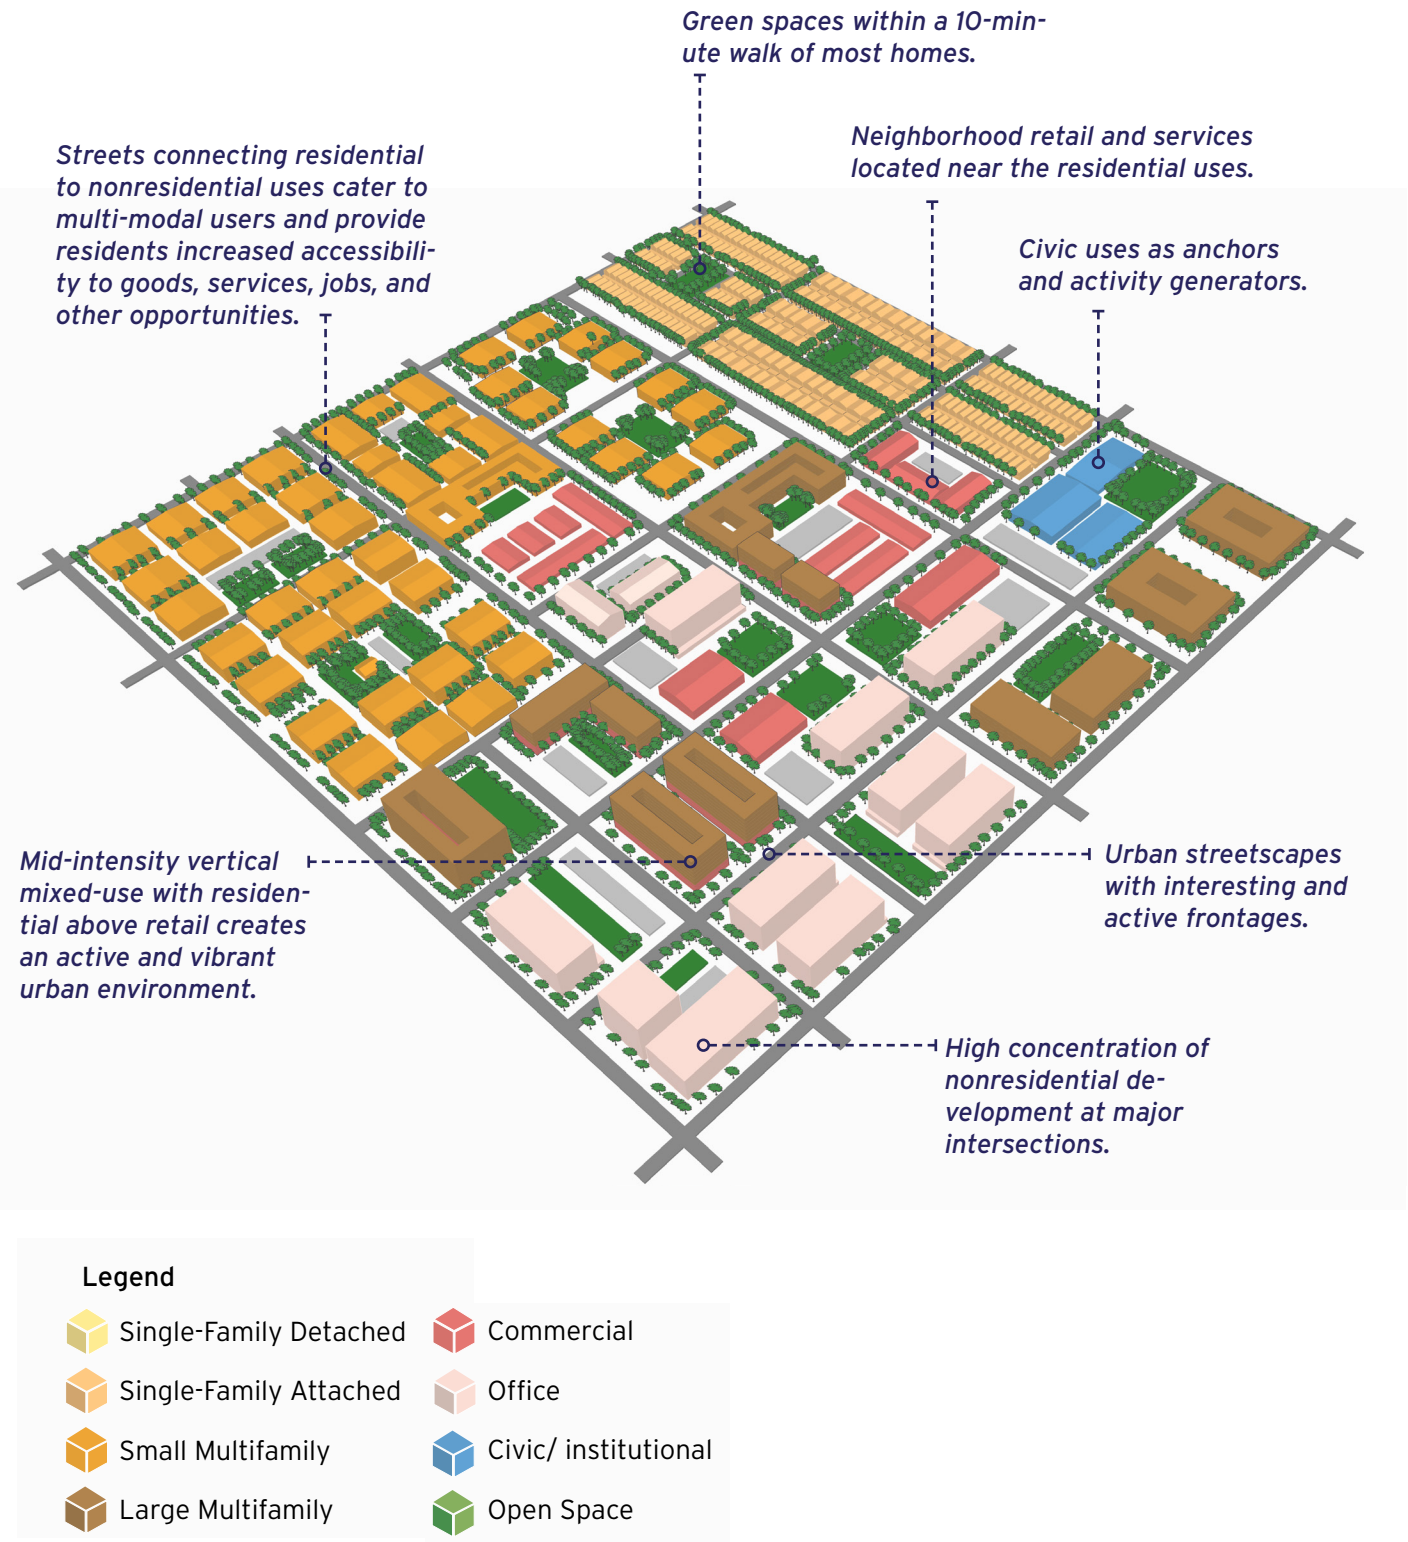 Green spaces within a 10-min-
ute walk of most homes.
Neighborhood retail and services
located near the residential uses.
Streets connecting residential
to nonresidential uses cater to
multi-modal users and provide
residents increased accessibili-
ty to goods, services, jobs, and
other opportunities.
Civic uses as anchors
and activity generators.
Mid-intensity vertical
mixed-use with residen-
tial above retail creates
an active and vibrant
urban environment.
Urban streetscapes
with interesting and
active frontages.
High concentration of
nonresidential de-
velopment at major
intersections.
Legend
Single-Family Detached
Single-Family Attached
Small Multifamily
Large Multifamily
Commercial
Office
Civic/ institutional
Open Space